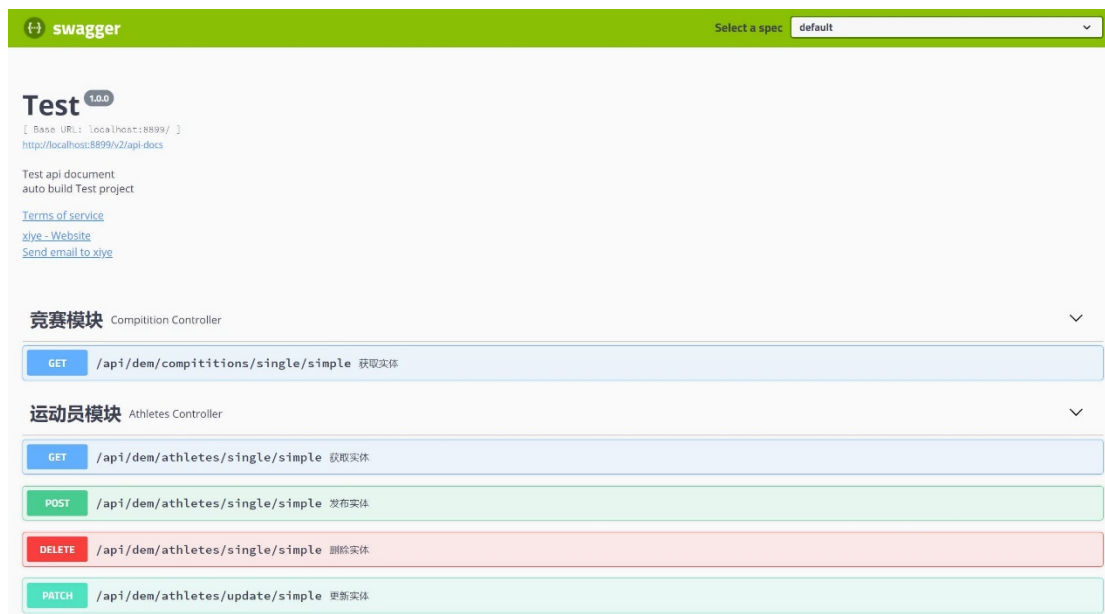 swagger
Select a spec default
Test 1.0.0
[ Base URL: localhost:8899/ ]
http://localhost:8899/v2/api-docs
Test api document
auto build Test project
Terms of service
xiye - Website
Send email to xiye
竞赛模块 Compitition Controller
GET /api/dem/compititions/single/simple 获取实体
运动员模块 Athletes Controller
GET /api/dem/athletes/single/simple 获取实体
POST /api/dem/athletes/single/simple 发布实体
DELETE /api/dem/athletes/single/simple 删除实体
PATCH /api/dem/athletes/update/simple 更新实体